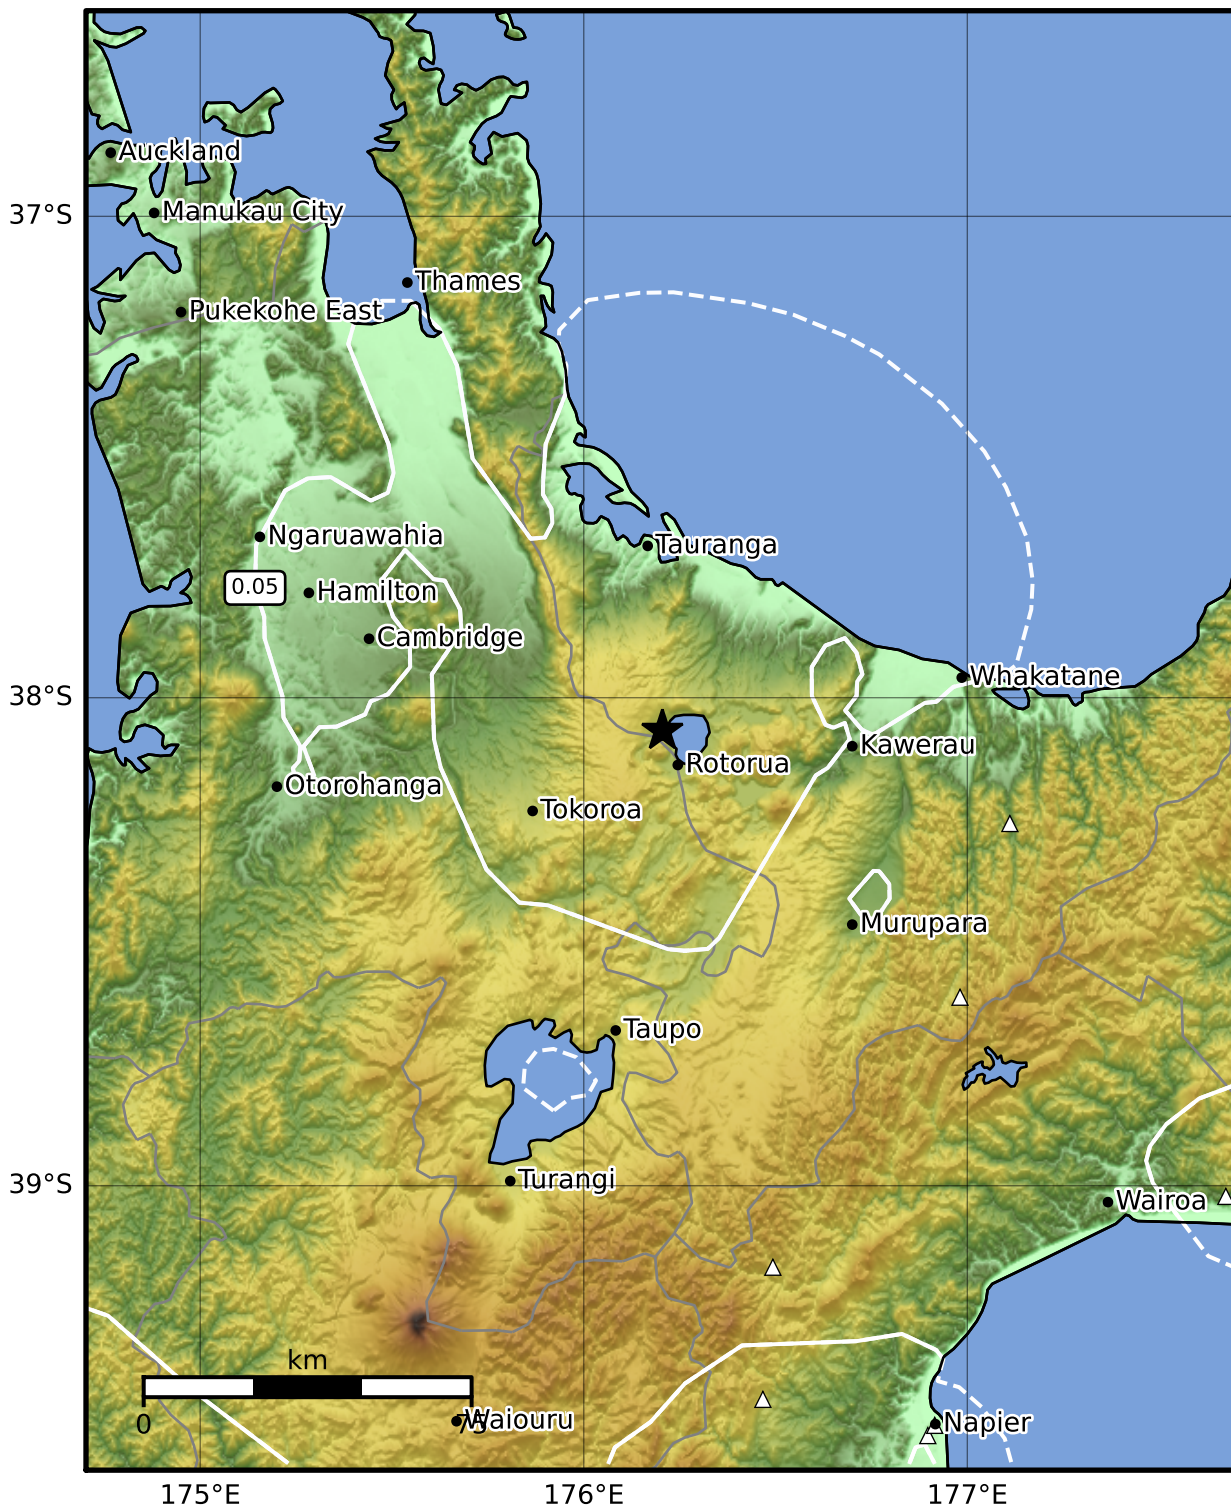 Auckland
37°S
Manukau City
Thames
Pukekohe East
Ngaruawahia
Tauranga
0.05
Hamilton
Cambridge
Whakatane
38°S
Kawerau
Rotorua
Otorohanga
Tokoroa
Murupara
Taupo
Turangi
39°S
Wairoa
km
0
75
Waiouru
Napier
175°E
176°E
177°E